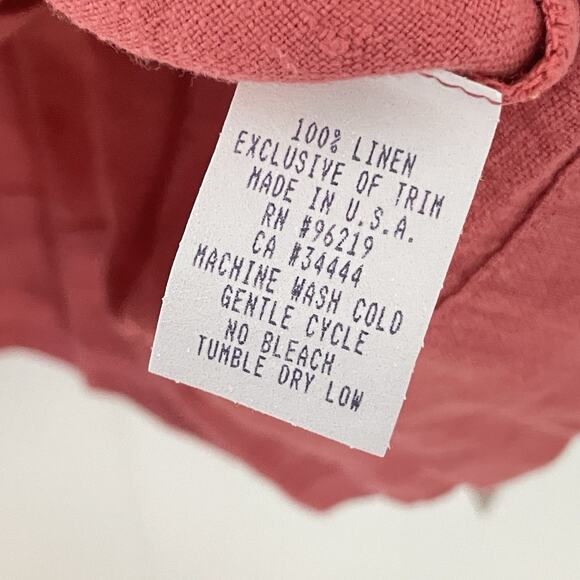 100% LINEN
EXCLUSIVE OF TRIM
MADE IN U.S.A.
RN #96219
CA #34444
MACHINE WASH COLD
GENTLE CYCLE
NO BLEACH
TUMBLE DRY LOW